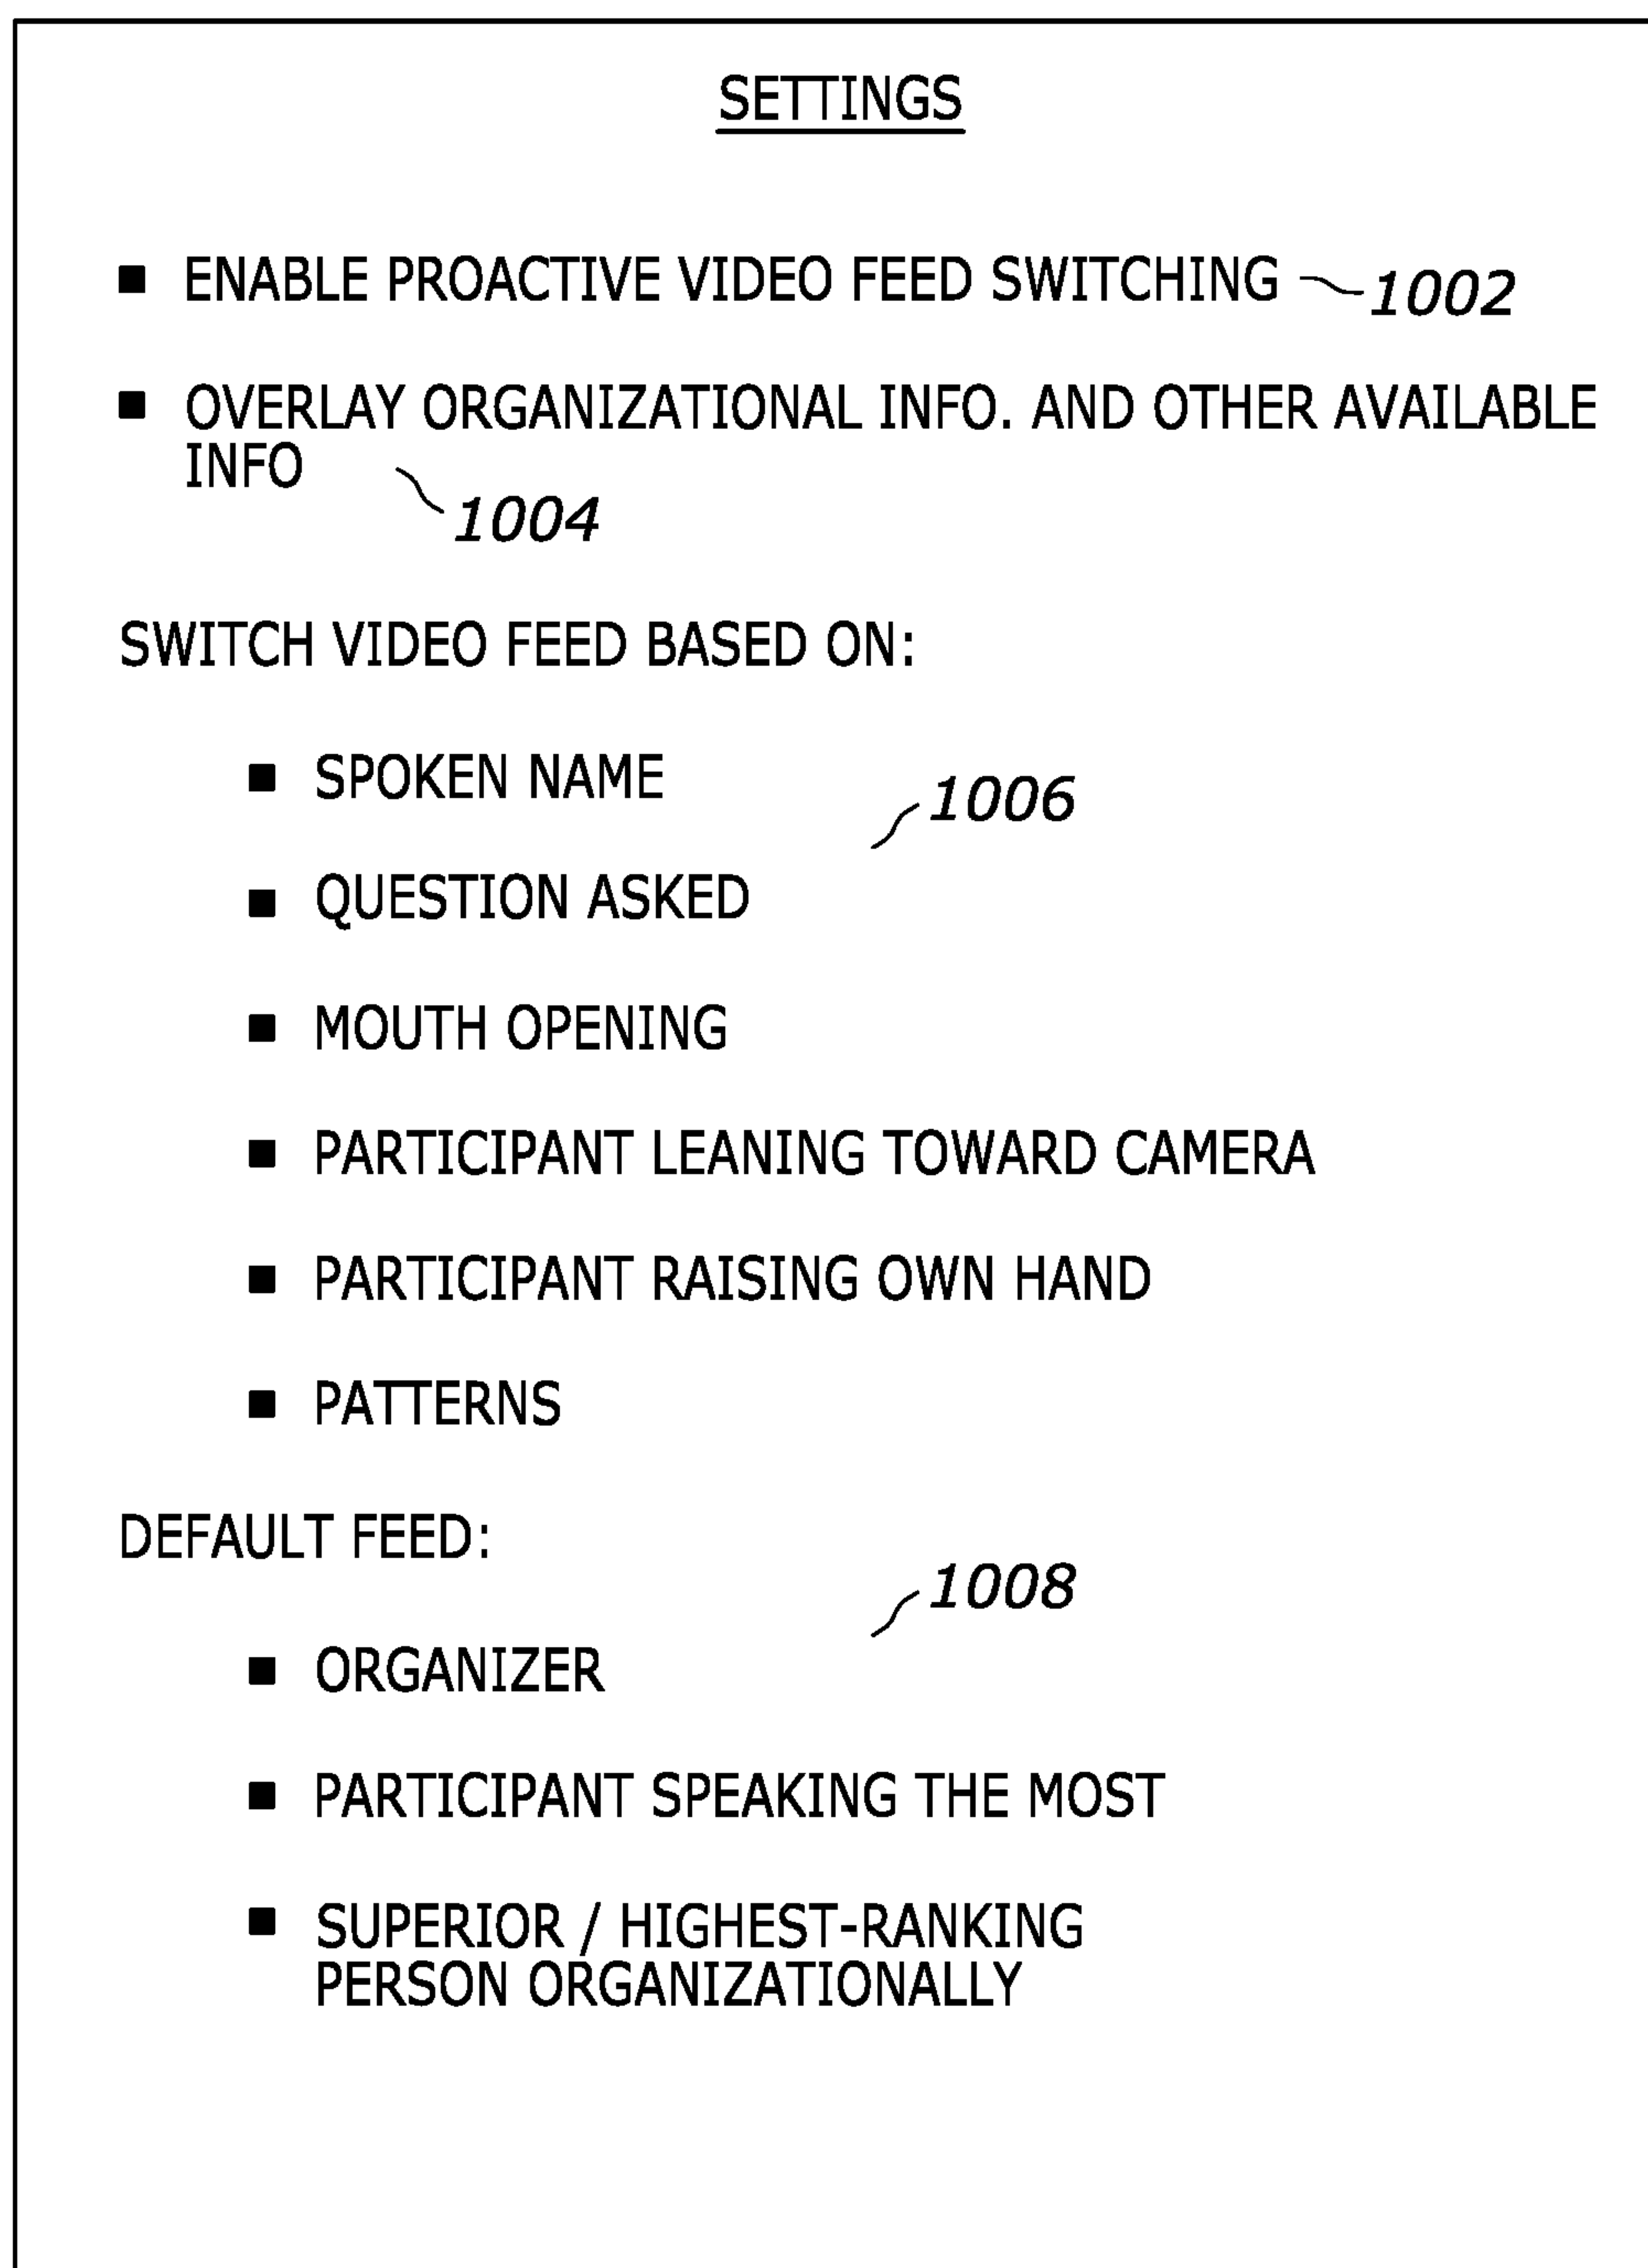 SETTINGS
■ ENABLE PROACTIVE VIDEO FEED SWITCHING 1002
■ OVERLAY ORGANIZATIONAL INFO. AND OTHER AVAILABLE
INFO
1004
SWITCH VIDEO FEED BASED ON:
■ SPOKEN NAME
1006
■ QUESTION ASKED
■ MOUTH OPENING
■ PARTICIPANT LEANING TOWARD CAMERA
■ PARTICIPANT RAISING OWN HAND
■ PATTERNS
DEFAULT FEED:
1008
■ ORGANIZER
■ PARTICIPANT SPEAKING THE MOST
■ SUPERIOR / HIGHEST-RANKING
PERSON ORGANIZATIONALLY